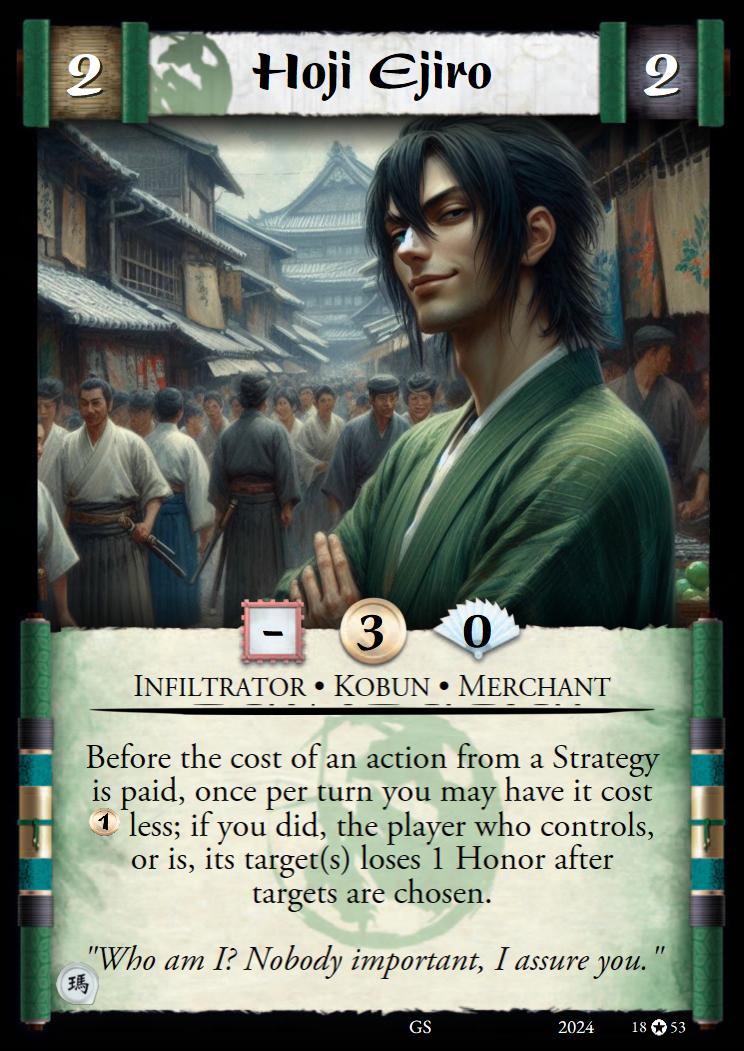 2 Hoji Ejiro 2
- 3 0
Infiltrator • Kobun • Merchant
Before the cost of an action from a Strategy
is paid, once per turn you may have it cost
1 less; if you did, the player who controls,
or is, its target(s) loses 1 Honor after
targets are chosen.
"Who am I? Nobody important, I assure you."
瑪
GS 2024 18 ✪ 53